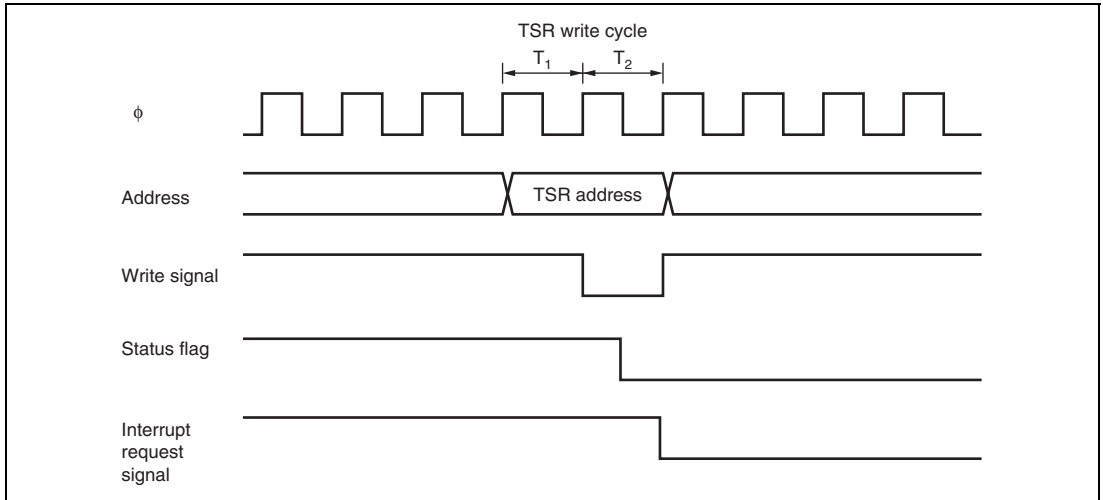 TSR write cycle
T1 T2
ϕ
Address
TSR address
Write signal
Status flag
Interrupt
request
signal